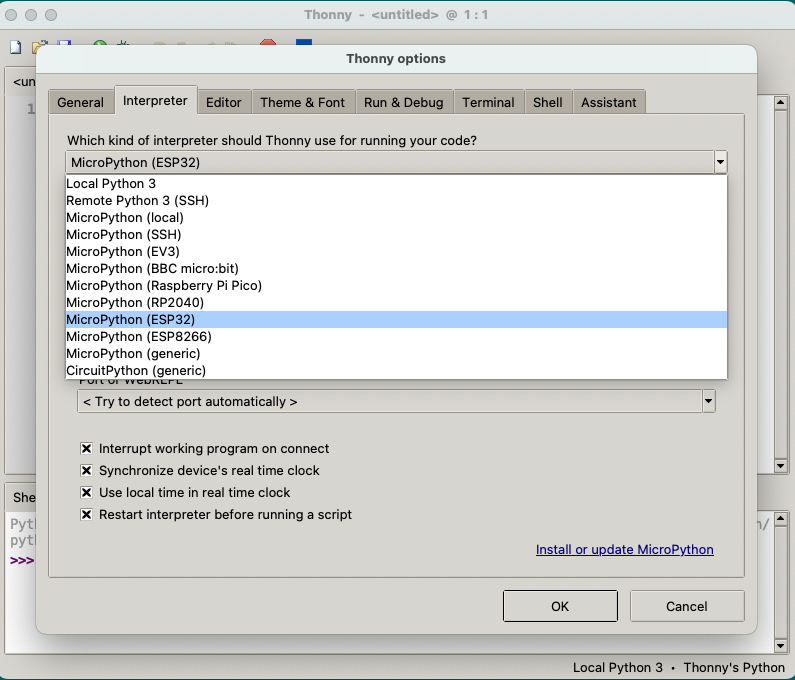 Thonny - <untitled> @ 1:1
Thonny options
<un
General Interpreter Editor Theme & Font Run & Debug Terminal Shell Assistant
1
Which kind of interpreter should Thonny use for running your code?
MicroPython (ESP32)
Local Python 3
Remote Python 3 (SSH)
MicroPython (local)
MicroPython (SSH)
MicroPython (EV3)
MicroPython (BBC micro:bit)
MicroPython (Raspberry Pi Pico)
MicroPython (RP2040)
MicroPython (ESP32)
MicroPython (ESP8266)
MicroPython (generic)
CircuitPython (generic)
Port or WebREPL
< Try to detect port automatically >
Interrupt working program on connect
Synchronize device's real time clock
Use local time in real time clock
She
Restart interpreter before running a script
Pyt
n/
pyt
>>>
Install or update MicroPython
OK Cancel
Local Python 3 • Thonny's Python